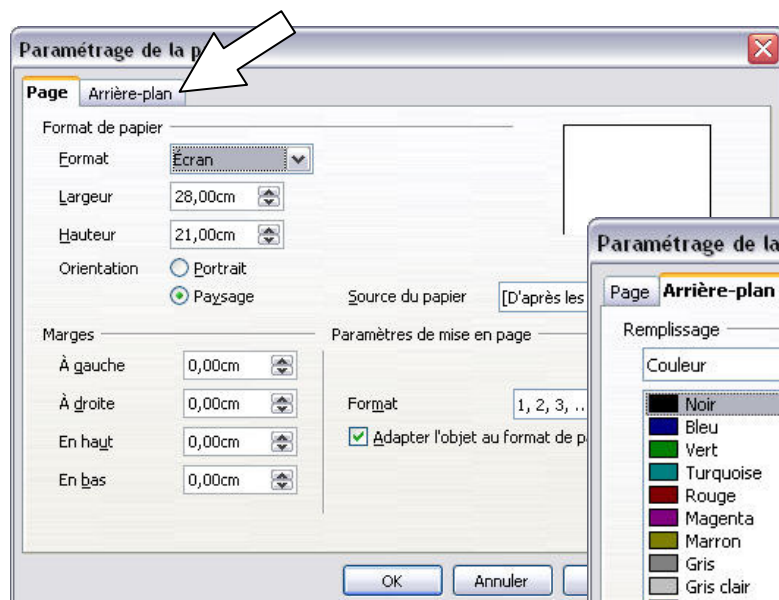 Paramétrage de la p
Page Arrière-plan
Format de papier
Format Écran
Largeur 28,00cm
Hauteur 21,00cm
Orientation Portrait
Paysage
Source du papier [D'après les
Marges
Paramètres de mise en page
À gauche 0,00cm
À droite 0,00cm
Format 1, 2, 3, ..
En haut 0,00cm
Adapter l'objet au format de p
En bas 0,00cm
OK Annuler
Paramétrage de la
Page Arrière-plan
Remplissage
Couleur
Noir
Bleu
Vert
Turquoise
Rouge
Magenta
Marron
Gris
Gris clair